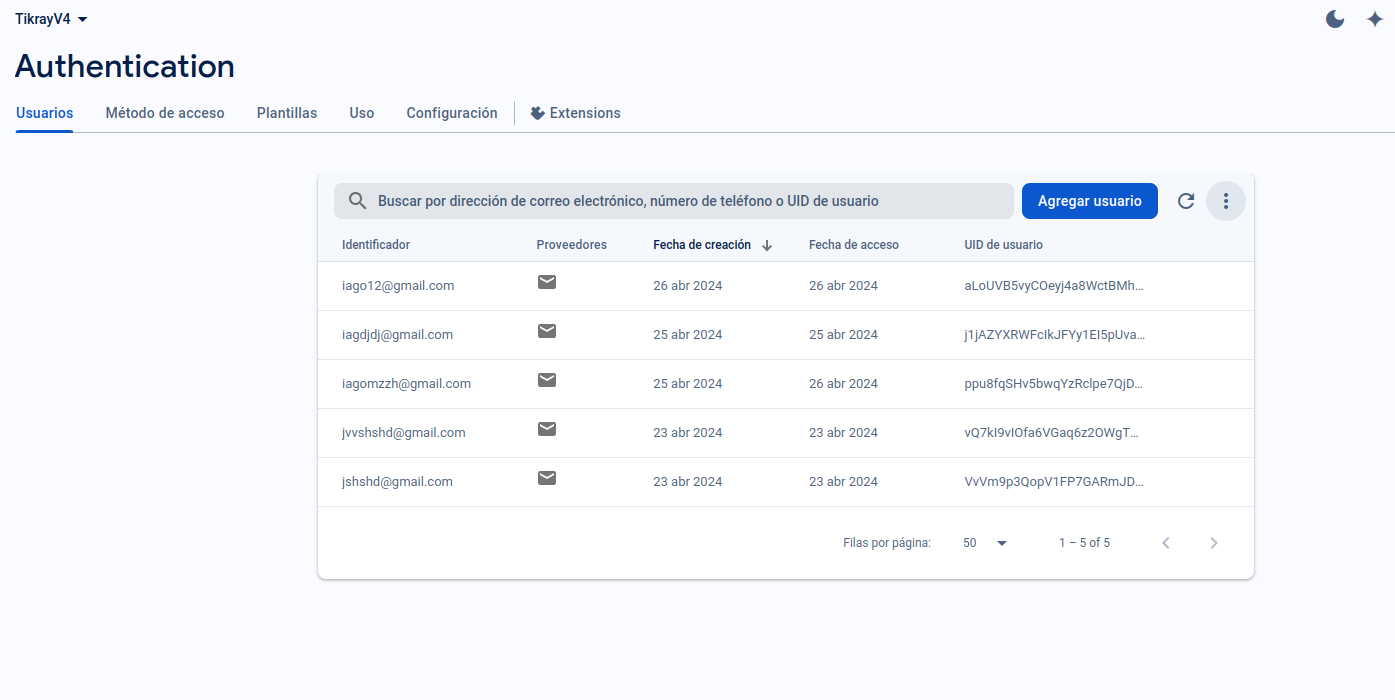 TikrayV4
Authentication
Usuarios Método de acceso Plantillas Uso Configuración Extensions
Buscar por dirección de correo electrónico, número de teléfono o UID de usuario Agregar usuario
Identificador Proveedores Fecha de creación Fecha de acceso UID de usuario
iago12@gmail.com 26 abr 2024 26 abr 2024 aLoUVB5vyCOeyj4a8WctBMh...
iagdjdj@gmail.com 25 abr 2024 25 abr 2024 j1jAZYXRWFcIkJFYy1EI5pUva...
iagomzzh@gmail.com 25 abr 2024 26 abr 2024 ppu8fqSHv5bwqYzRclpe7QjD...
jvvshshd@gmail.com 23 abr 2024 23 abr 2024 vQ7kI9vIOfa6VGaq6z2OWgT...
jshshd@gmail.com 23 abr 2024 23 abr 2024 VvVm9p3QopV1FP7GARmJD...
Filas por página: 50 1 – 5 of 5